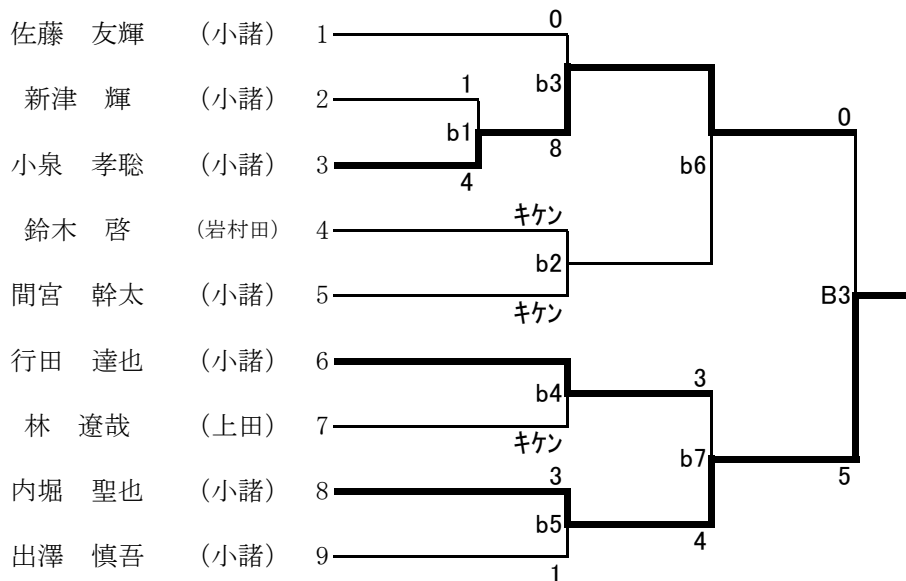 0
佐藤　友輝　（小諸）　1
b3
1
新津　輝　（小諸）　2
0
b1
8
小泉　孝聡　（小諸）　3
b6
4
キケン
鈴木　啓　（岩村田）　4
b2
間宮　幹太　（小諸）　5
B3
キケン
行田　達也　（小諸）　6
3
b4
林　遼哉　（上田）　7
キケン
b7
3
5
内堀　聖也　（小諸）　8
b5
4
出澤　慎吾　（小諸）　9
1